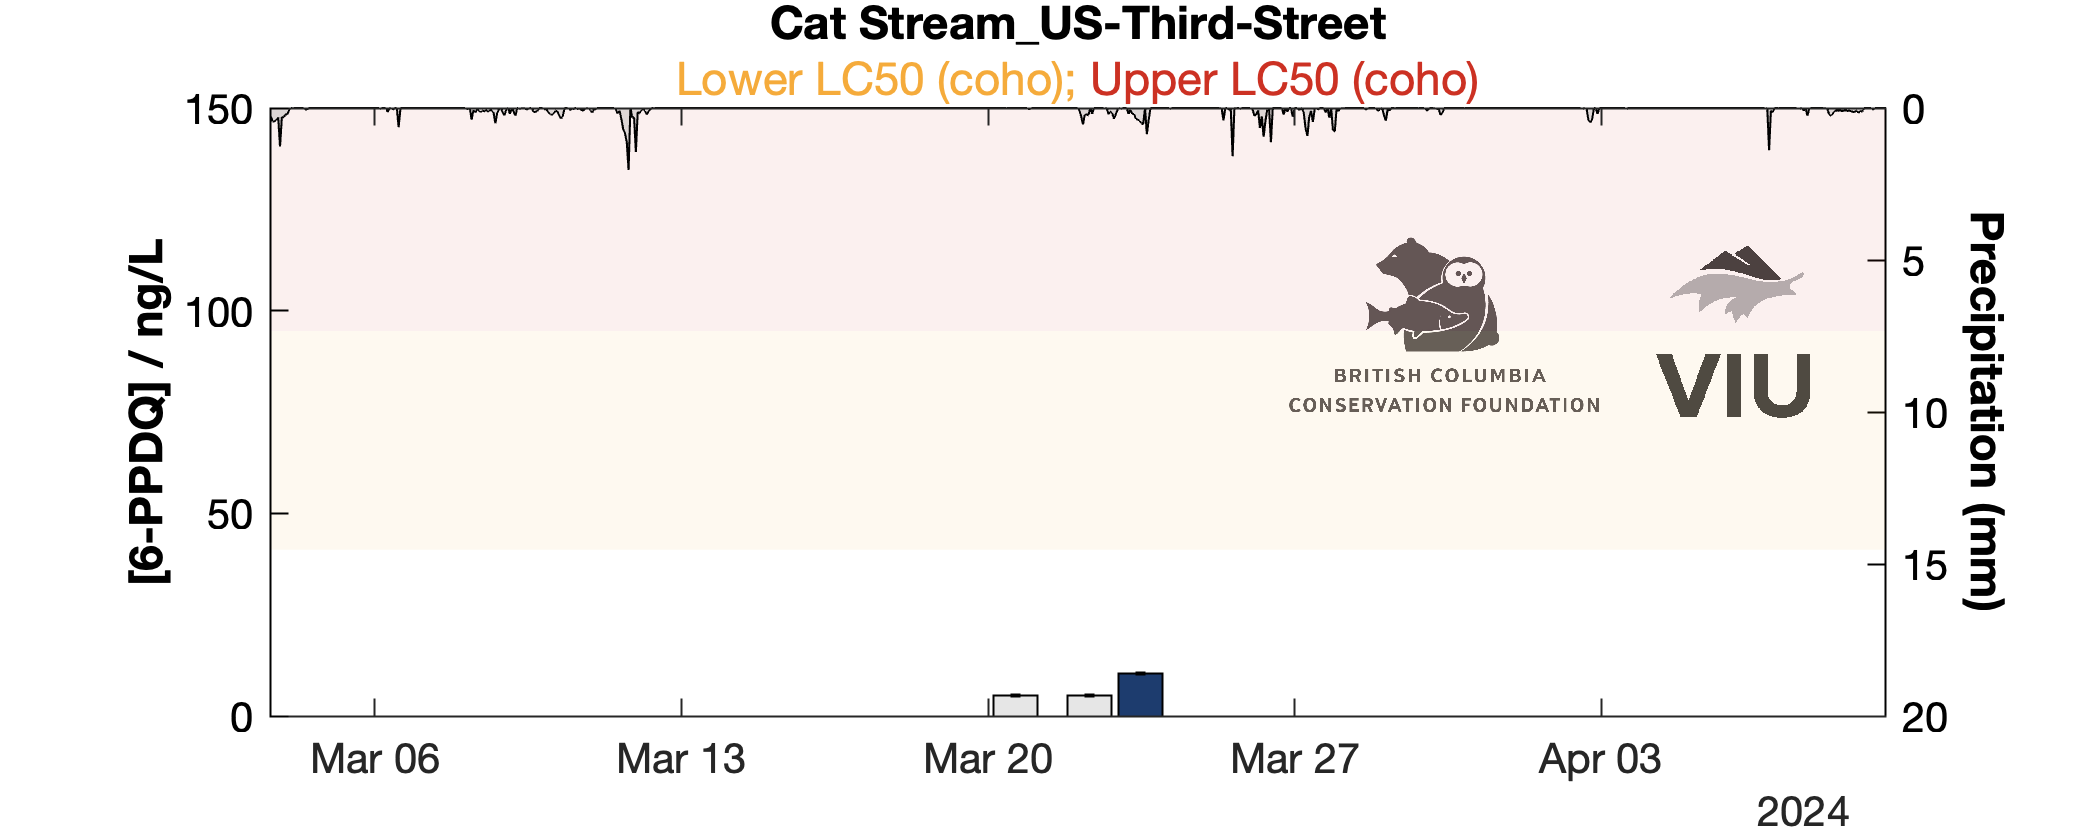 Cat Stream_US-Third-Street
Lower LC50 (coho); Upper LC50 (coho)
150
100
50
0
[6-PPDQ] / ng/L
0
5
10
15
20
Precipitation (mm)
BRITISH COLUMBIA
CONSERVATION FOUNDATION
VIU
Mar 06
Mar 13
Mar 20
Mar 27
Apr 03
2024